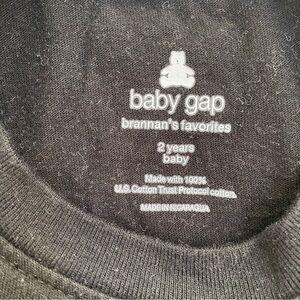 baby gap
brannan's favorites
2 years
baby
Made with 100%
U.S. Cotton Trust Protocol cotton.
MADE IN NICARAGUA